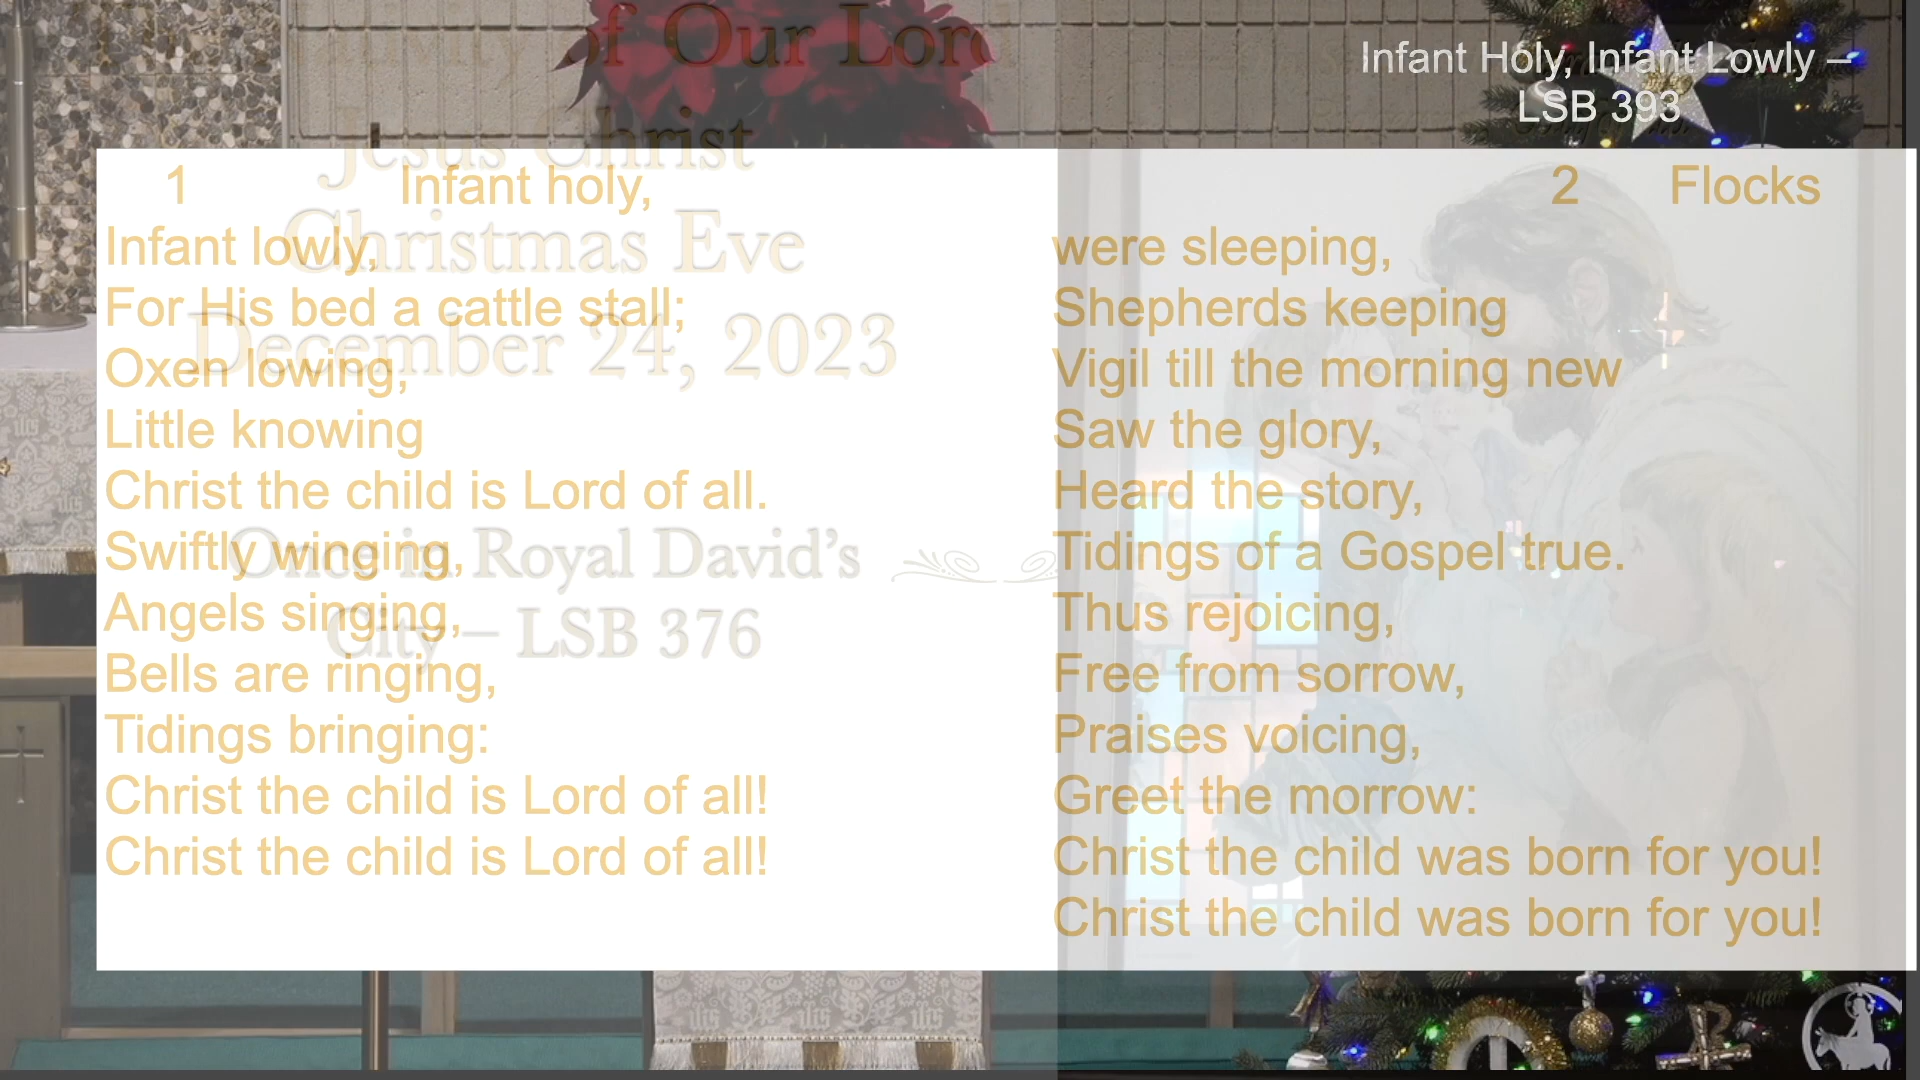 The Nativity of Our Lord
Jesus Christ
Christmas Eve
December 24, 2023
Once in Royal David’s
City – LSB 376
Infant Holy, Infant Lowly –
LSB 393
1 Infant holy,
Infant lowly,
For His bed a cattle stall;
Oxen lowing,
Little knowing
Christ the child is Lord of all.
Swiftly winging,
Angels singing,
Bells are ringing,
Tidings bringing:
Christ the child is Lord of all!
Christ the child is Lord of all!
2 Flocks
were sleeping,
Shepherds keeping
Vigil till the morning new
Saw the glory,
Heard the story,
Tidings of a Gospel true.
Thus rejoicing,
Free from sorrow,
Praises voicing,
Greet the morrow:
Christ the child was born for you!
Christ the child was born for you!